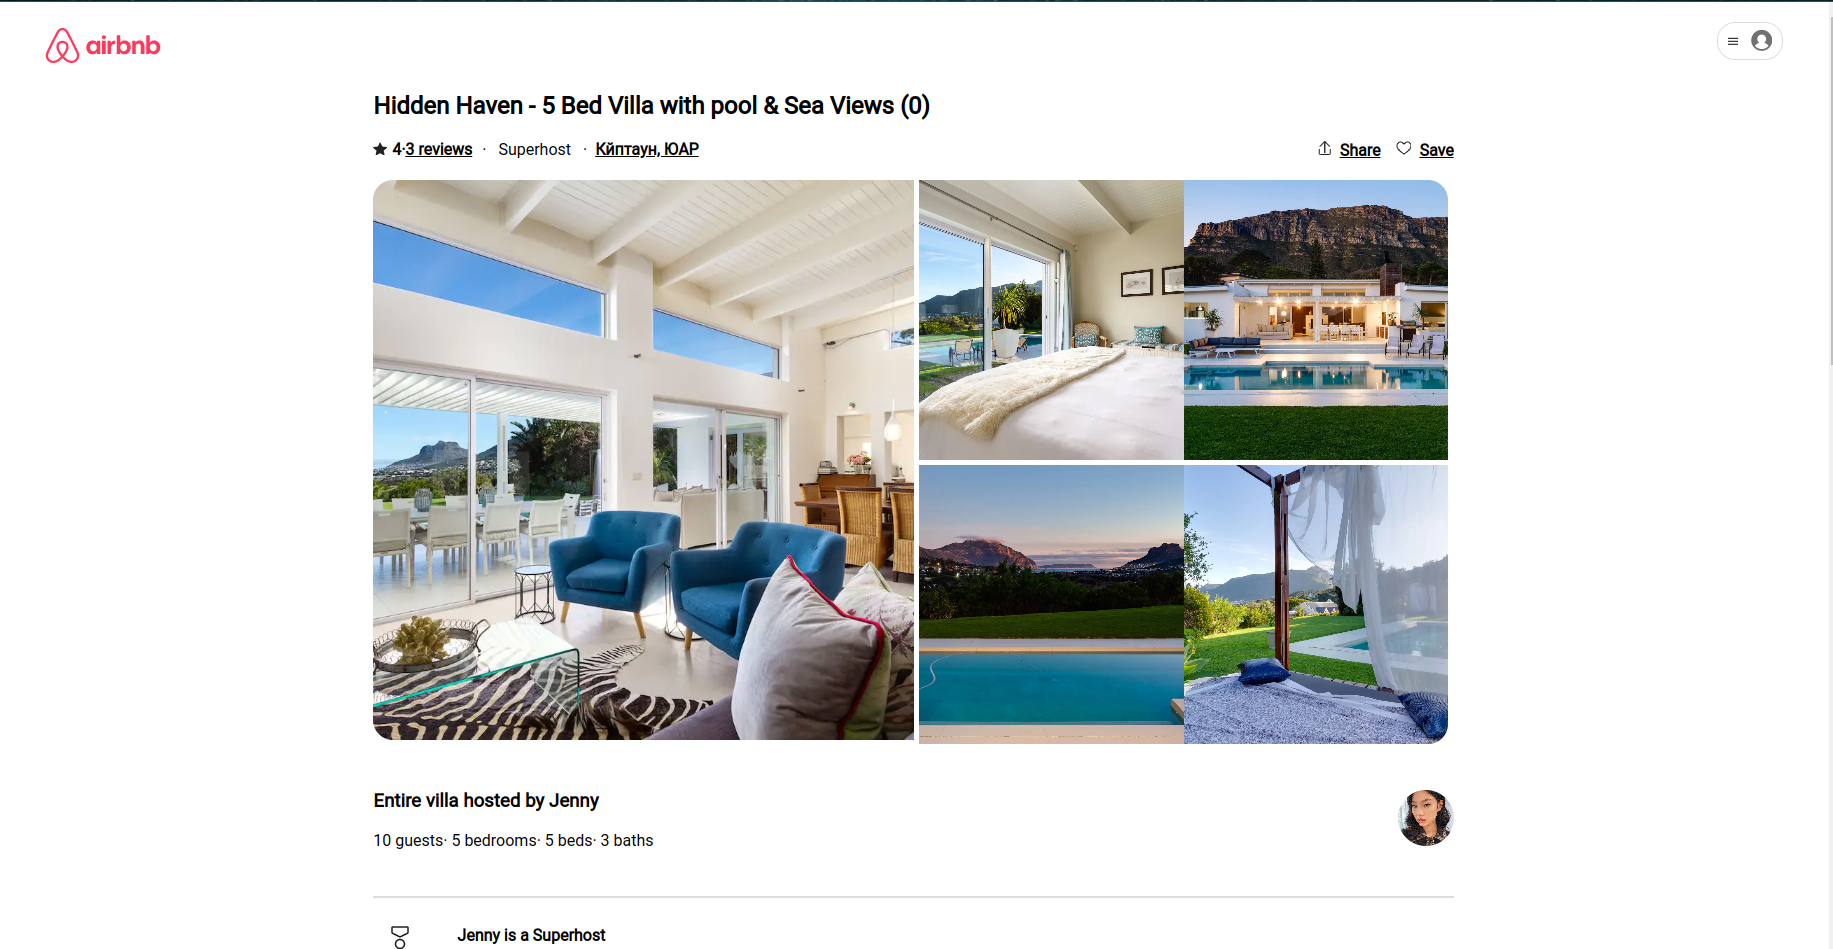 airbnb
Hidden Haven - 5 Bed Villa with pool & Sea Views (0)
4·3 reviews · Superhost · Кйптаун, ЮАР
Share Save
Entire villa hosted by Jenny
10 guests· 5 bedrooms· 5 beds· 3 baths
Jenny is a Superhost